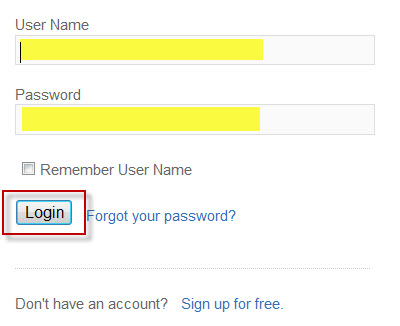 User Name
Password
Remember User Name
Login Forgot your password?
Don't have an account? Sign up for free.